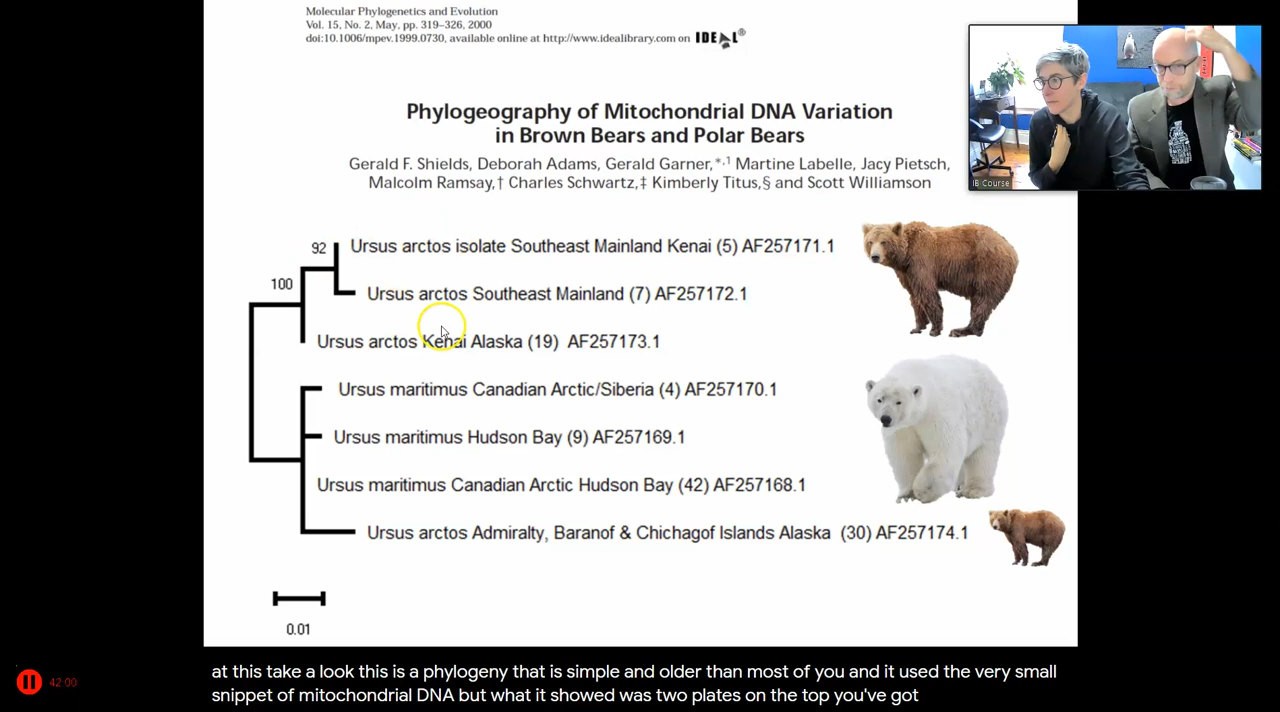 Molecular Phylogenetics and Evolution
Vol. 15, No. 2, May, pp. 319–326, 2000
doi:10.1006/mpev.1999.0730, available online at http://www.idealibrary.com on IDEAL®
Phylogeography of Mitochondrial DNA Variation
in Brown Bears and Polar Bears
Gerald F. Shields, Deborah Adams, Gerald Garner,*,1 Martine Labelle, Jacy Pietsch,
Malcolm Ramsay,† Charles Schwartz,‡ Kimberly Titus,§ and Scott Williamson
IB Course
92
Ursus arctos isolate Southeast Mainland Kenai (5) AF257171.1
100
Ursus arctos Southeast Mainland (7) AF257172.1
Ursus arctos Kenai Alaska (19) AF257173.1
Ursus maritimus Canadian Arctic/Siberia (4) AF257170.1
Ursus maritimus Hudson Bay (9) AF257169.1
Ursus maritimus Canadian Arctic Hudson Bay (42) AF257168.1
Ursus arctos Admiralty, Baranof & Chichagof Islands Alaska (30) AF257174.1
0.01
42:00
at this take a look this is a phylogeny that is simple and older than most of you and it used the very small
snippet of mitochondrial DNA but what it showed was two plates on the top you've got